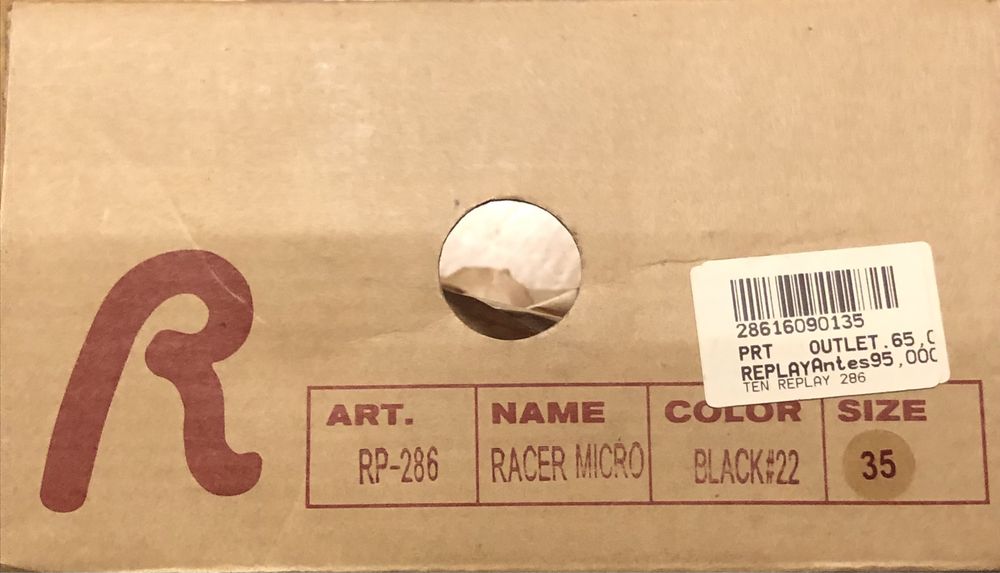 R
28616090135
PRT OUTLET.65,0
REPLAYAntes95,000
TEN REPLAY 286
ART. NAME COLOR SIZE
RP-286 RACER MICRO BLACK#22 35